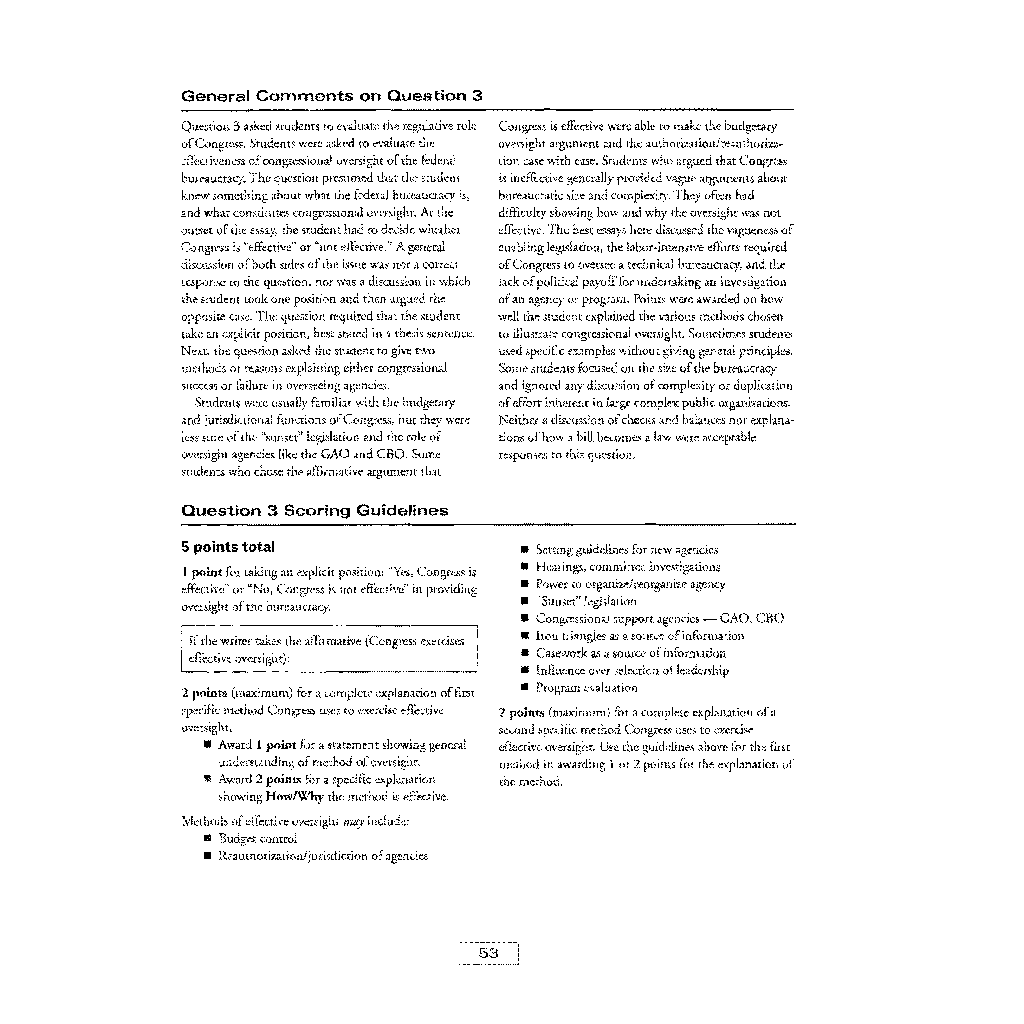 General Comments on Question 3
Question 3 asked students to evaluate the regulative role
of Congress. Students were asked to evaluate the
effectiveness of congressional oversight of the federal
bureaucracy. The question presumed that the student
knew something about what the federal bureaucracy is,
and what constitutes congressional oversight. At the
outset of the essay, the student had to decide whether
Congress is "effective" or "not effective." A general
discussion of both sides of the issue was not a correct
response to the question, nor was a discussion in which
the student took one position and then argued the
opposite case. The question required that the student
take an explicit position, best stated in a thesis sentence.
Next, the question asked the student to give two
methods or reasons explaining either congressional
success or failure in overseeing agencies.
Students were usually familiar with the budgetary
and jurisdictional functions of Congress, but they were
less sure of the "sunset" legislation and the role of
oversight agencies like the GAO and CBO. Some
students who chose the affirmative argument that
Congress is effective were able to make the budgetary
oversight argument and the authorization/reauthoriza-
tion case with ease. Students who argued that Congress
is ineffective generally provided vague arguments about
bureaucratic size and complexity. They often had
difficulty showing how and why the oversight was not
effective. The best essays here discussed the vagueness of
enabling legislation, the labor-intensive efforts required
of Congress to oversee a technical bureaucracy, and the
lack of political payoff for undertaking an investigation
of an agency or program. Points were awarded on how
well the student explained the various methods chosen
to illustrate congressional oversight. Sometimes students
used specific examples without giving general principles.
Some students focused on the size of the bureaucracy
and ignored any discussion of complexity or duplication
of effort inherent in large complex public organizations.
Neither a discussion of checks and balances nor explana-
tions of how a bill becomes a law were acceptable
responses to this question.
Question 3 Scoring Guidelines
5 points total
1 point for taking an explicit position: "Yes, Congress is
effective" or "No, Congress is not effective" in providing
oversight of the bureaucracy.
If the writer takes the affirmative (Congress exercises
effective oversight):
2 points (maximum) for a complete explanation of first
specific method Congress uses to exercise effective
oversight.
■ Award 1 point for a statement showing general
understanding of method of oversight.
■ Award 2 points for a specific explanation
showing How/Why the method is effective.
Methods of effective oversight may include:
■ Budget control
■ Reauthorization/jurisdiction of agencies
■ Setting guidelines for new agencies
■ Hearings, committee investigations
■ Power to organize/reorganize agency
■ "Sunset" legislation
■ Congressional support agencies — GAO, CBO
■ Iron triangles as a source of information
■ Casework as a source of information
■ Influence over selection of leadership
■ Program evaluation
2 points (maximum) for a complete explanation of a
second specific method Congress uses to exercise
effective oversight. Use the guidelines above for the first
method in awarding 1 or 2 points for the explanation of
the method.
53